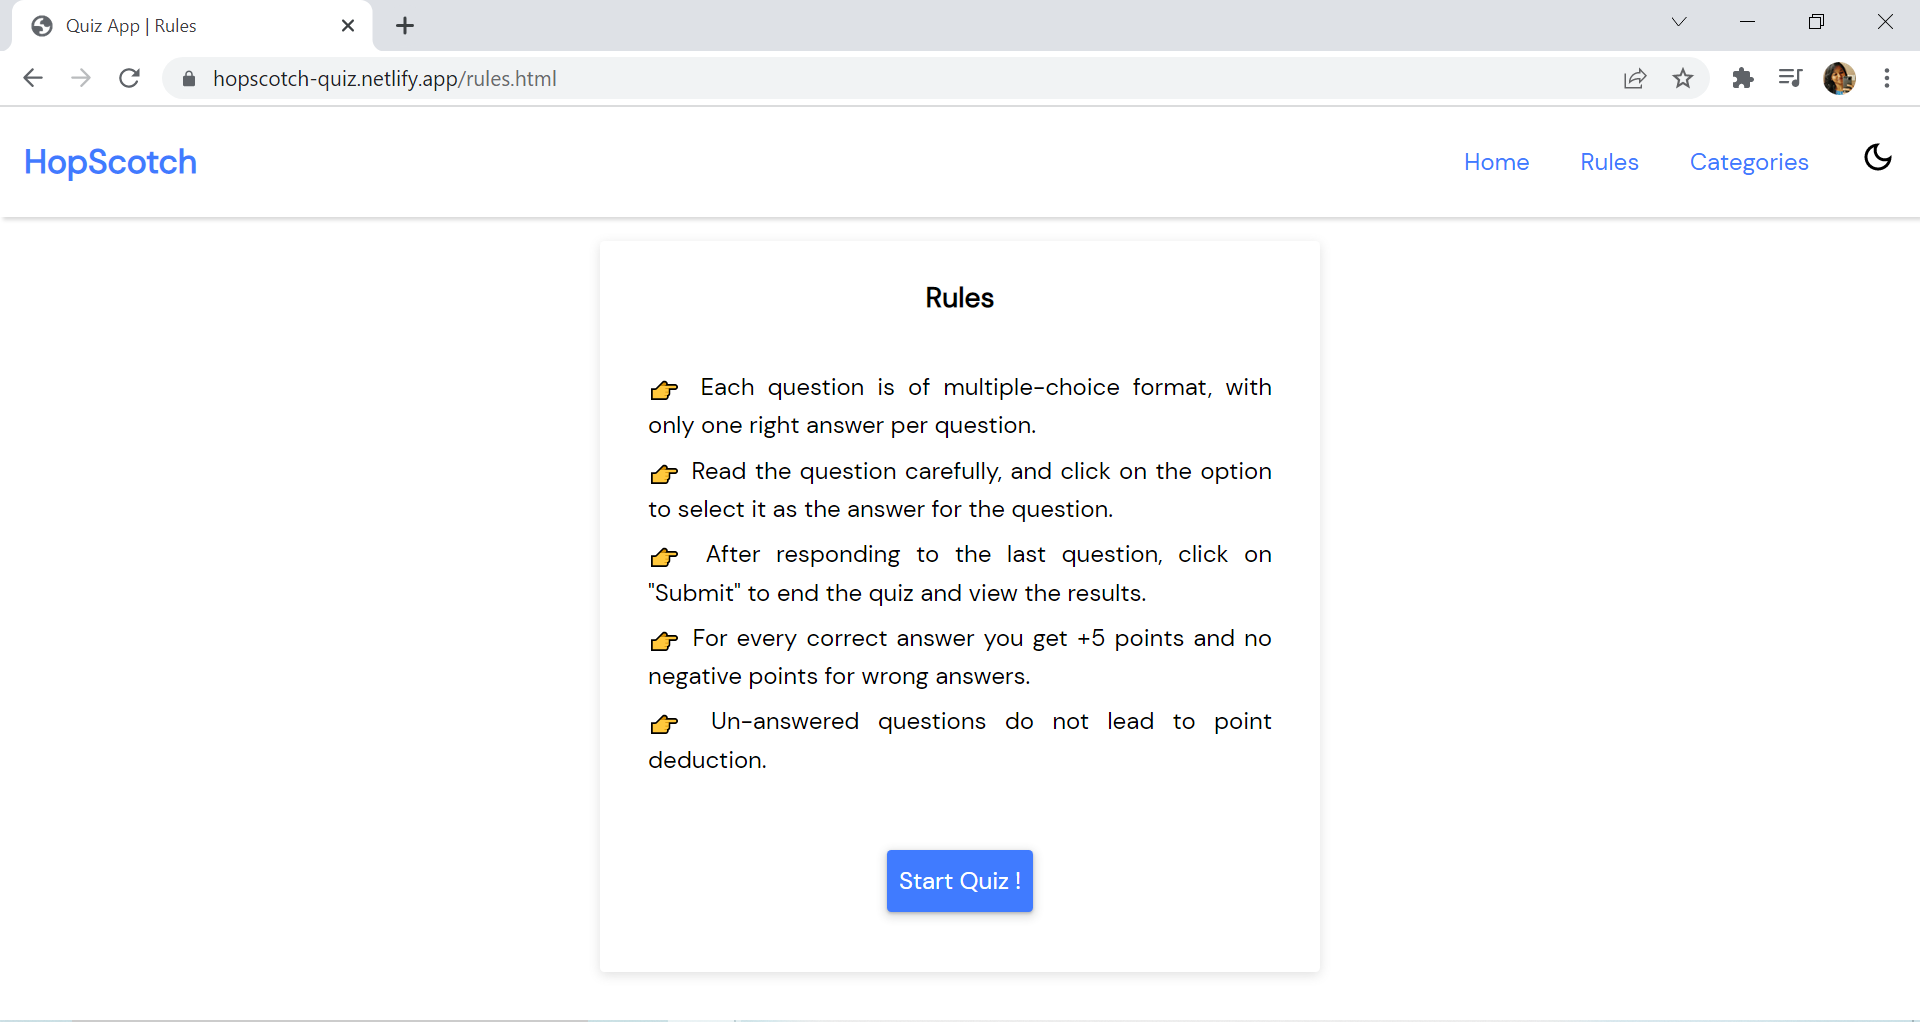 Quiz App | Rules
hopscotch-quiz.netlify.app/rules.html
HopScotch
Home Rules Categories
Rules
👉 Each question is of multiple-choice format, with
only one right answer per question.
👉 Read the question carefully, and click on the option
to select it as the answer for the question.
👉 After responding to the last question, click on
"Submit" to end the quiz and view the results.
👉 For every correct answer you get +5 points and no
negative points for wrong answers.
👉 Un-answered questions do not lead to point
deduction.
Start Quiz !